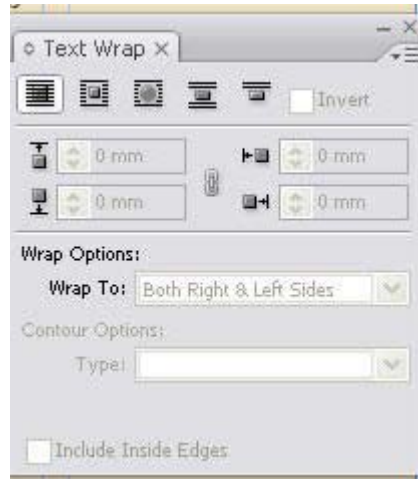 Text Wrap
Invert
0 mm 0 mm
0 mm 0 mm
Wrap Options:
Wrap To: Both Right & Left Sides
Contour Options:
Type:
Include Inside Edges